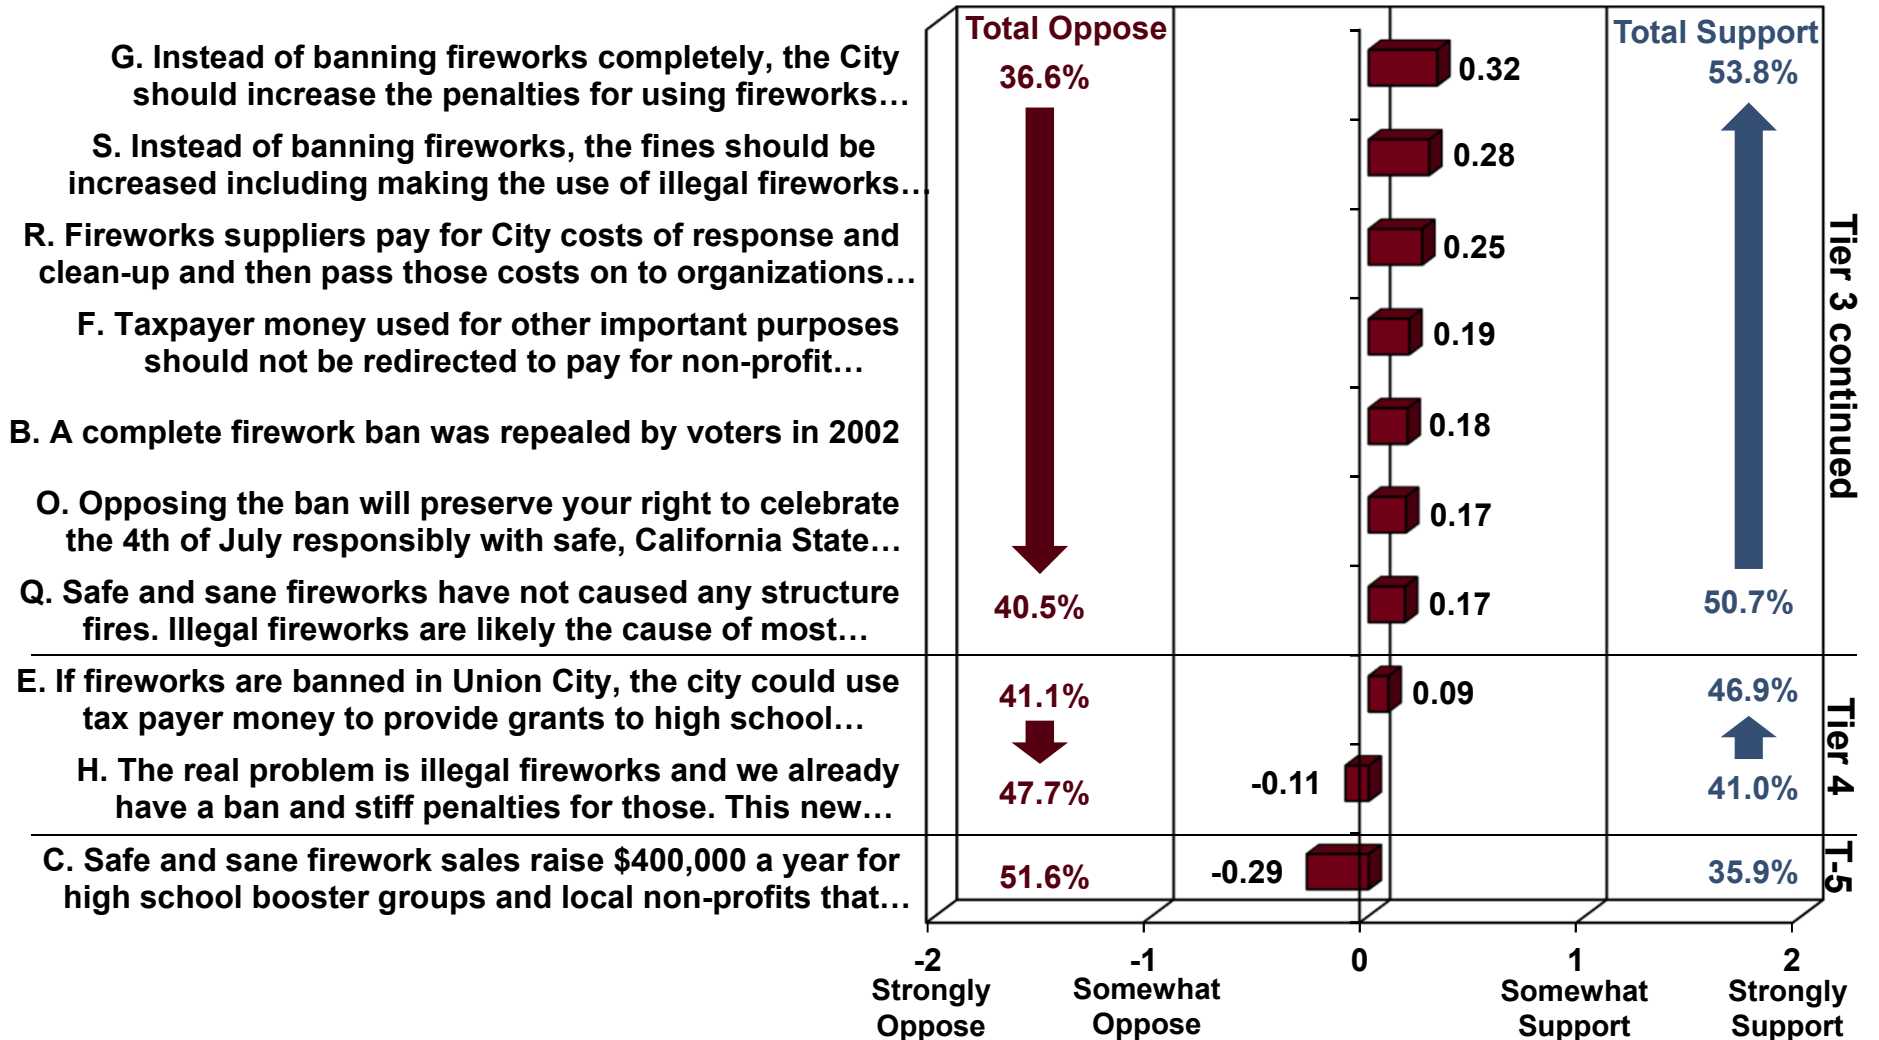 Total Oppose
Total Support
G. Instead of banning fireworks completely, the City
should increase the penalties for using fireworks…
36.6%
0.32
53.8%
S. Instead of banning fireworks, the fines should be
increased including making the use of illegal fireworks…
0.28
R. Fireworks suppliers pay for City costs of response and
clean-up and then pass those costs on to organizations…
0.25
F. Taxpayer money used for other important purposes
should not be redirected to pay for non-profit…
0.19
B. A complete firework ban was repealed by voters in 2002
0.18
O. Opposing the ban will preserve your right to celebrate
the 4th of July responsibly with safe, California State…
0.17
Q. Safe and sane fireworks have not caused any structure
fires. Illegal fireworks are likely the cause of most…
40.5%
0.17
50.7%
Tier 3 continued
E. If fireworks are banned in Union City, the city could use
tax payer money to provide grants to high school…
41.1%
0.09
46.9%
H. The real problem is illegal fireworks and we already
have a ban and stiff penalties for those. This new…
47.7%
-0.11
41.0%
Tier 4
C. Safe and sane firework sales raise $400,000 a year for
high school booster groups and local non-profits that…
51.6%
-0.29
35.9%
T-5
-2
-1
0
1
2
Strongly
Oppose
Somewhat
Oppose
Somewhat
Support
Strongly
Support